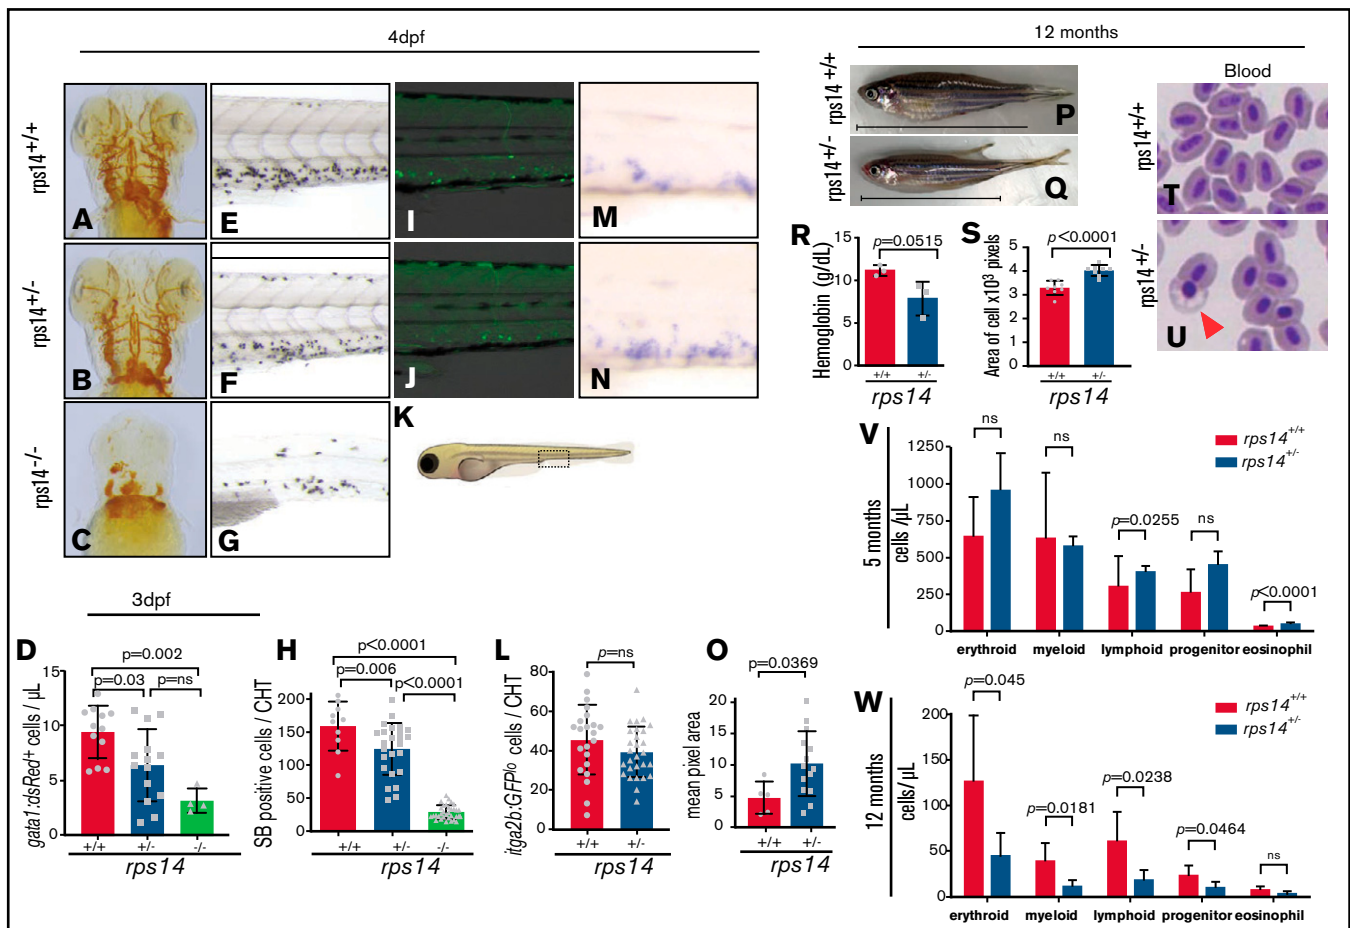 4dpf
12 months
rps14+/+
rps14+/-
rps14-/-
A
B
C
E
F
G
I
J
K
M
N
rps14+/+
rps14+/-
P
Q
Blood
rps14+/+
rps14+/-
T
U
R
Hemoglobin (g/dL)
15
10
5
0
p=0.0515
+/+
+/-
rps14
S
Area of cell x10³ pixels
5
4
3
2
1
0
p<0.0001
+/+
+/-
rps14
3dpf
D
gata1:dsRed+ cells / µL
15
10
5
0
p=0.002
p=0.03
p=ns
+/+
+/-
-/-
rps14
H
SB positive cells / CHT
200
150
100
50
0
p<0.0001
p=0.006
p<0.0001
+/+
+/-
-/-
rps14
L
itga2b:GFPlo cells / CHT
80
60
40
20
0
p=ns
+/+
+/-
rps14
O
mean pixel area
20
15
10
5
0
p=0.0369
+/+
+/-
rps14
V
5 months
cells /µL
1250
1000
750
500
250
0
ns
ns
p=0.0255
ns
p<0.0001
rps14+/+
rps14+/-
erythroid myeloid lymphoid progenitor eosinophil
W
12 months
cells/µL
200
150
100
50
0
p=0.045
p=0.0181
p=0.0238
p=0.0464
ns
rps14+/+
rps14+/-
erythroid myeloid lymphoid progenitor eosinophil